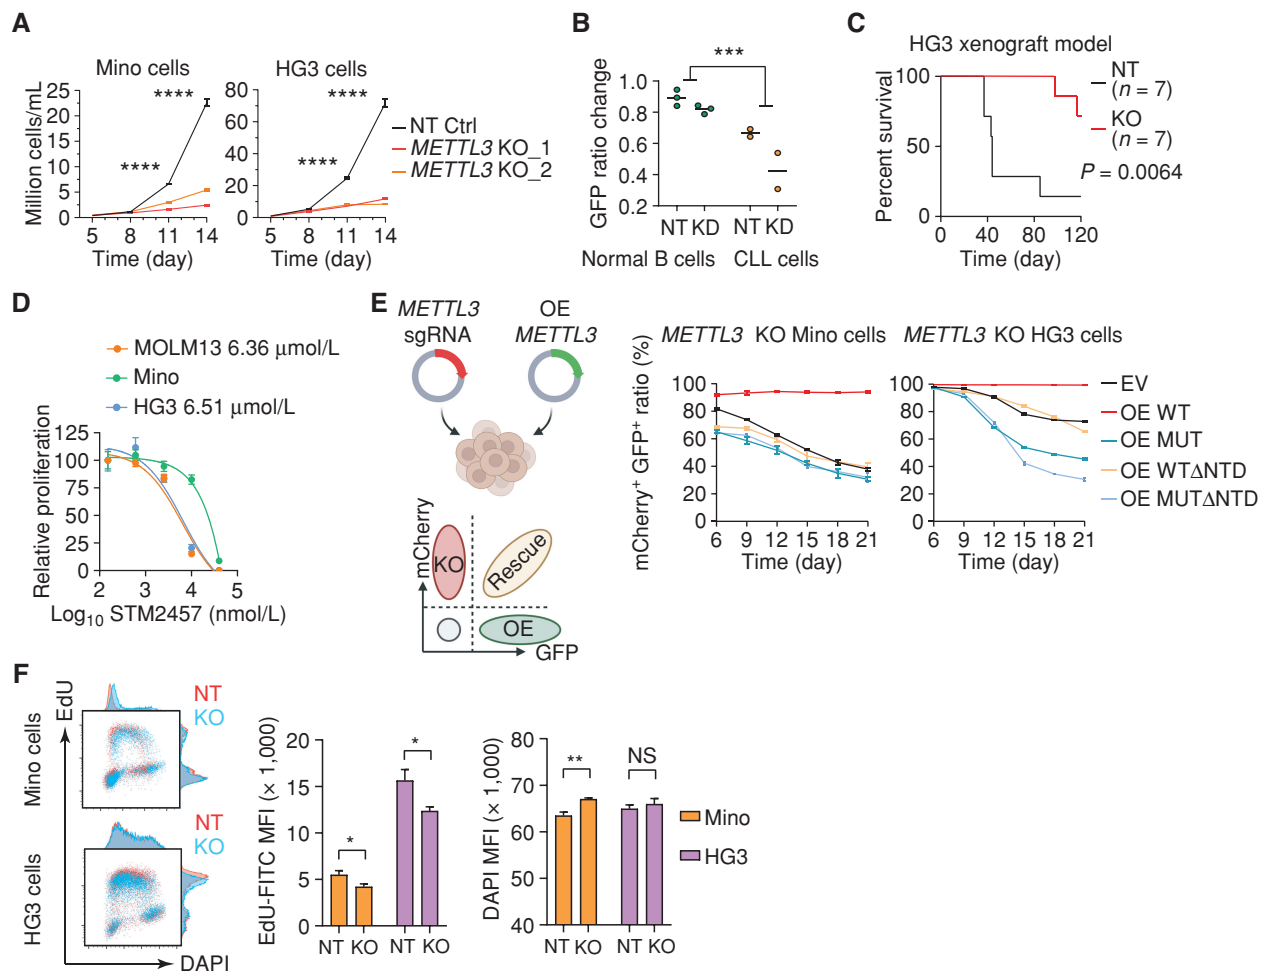 A
Mino cells
HG3 cells
Million cells/mL
25
20
15
10
5
0
****
****
5 8 11 14
Time (day)
80
60
40
20
0
****
****
5 8 11 14
Time (day)
NT Ctrl
METTL3 KO_1
METTL3 KO_2
B
***
GFP ratio change
1.0
0.8
0.6
0.4
0.2
NT KD NT KD
Normal B cells CLL cells
C
HG3 xenograft model
Percent survival
100
50
0
0 40 80 120
Time (day)
NT
(n = 7)
KO
(n = 7)
P = 0.0064
D
MOLM13 6.36 μmol/L
Mino
HG3 6.51 μmol/L
Relative proliferation
125
100
75
50
25
0
2 3 4 5
Log10 STM2457 (nmol/L)
E
METTL3
sgRNA
OE
METTL3
mCherry
KO
Rescue
OE
GFP
METTL3 KO Mino cells
METTL3 KO HG3 cells
mCherry+ GFP+ ratio (%)
100
80
60
40
20
0
6 9 12 15 18 21
Time (day)
100
80
60
40
20
0
6 9 12 15 18 21
Time (day)
EV
OE WT
OE MUT
OE WTΔNTD
OE MUTΔNTD
F
EdU
NT
KO
Mino cells
NT
KO
HG3 cells
DAPI
EdU-FITC MFI (× 1,000)
20
15
10
5
0
*
*
NT KO NT KO
DAPI MFI (× 1,000)
80
70
60
50
40
**
NS
NT KO NT KO
Mino
HG3